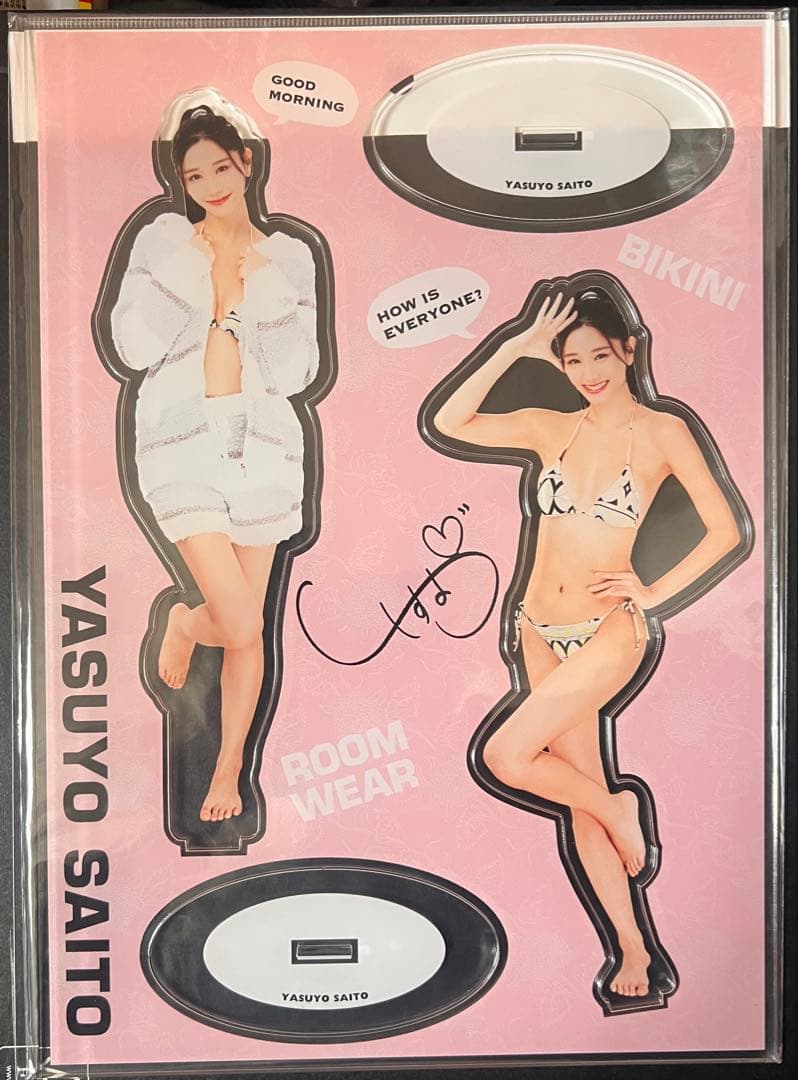 GOOD
MORNING
YASUYO SAITO
BIKINI
HOW IS
EVERYONE?
ROOM
WEAR
YASUYO SAITO
YASUYO SAITO